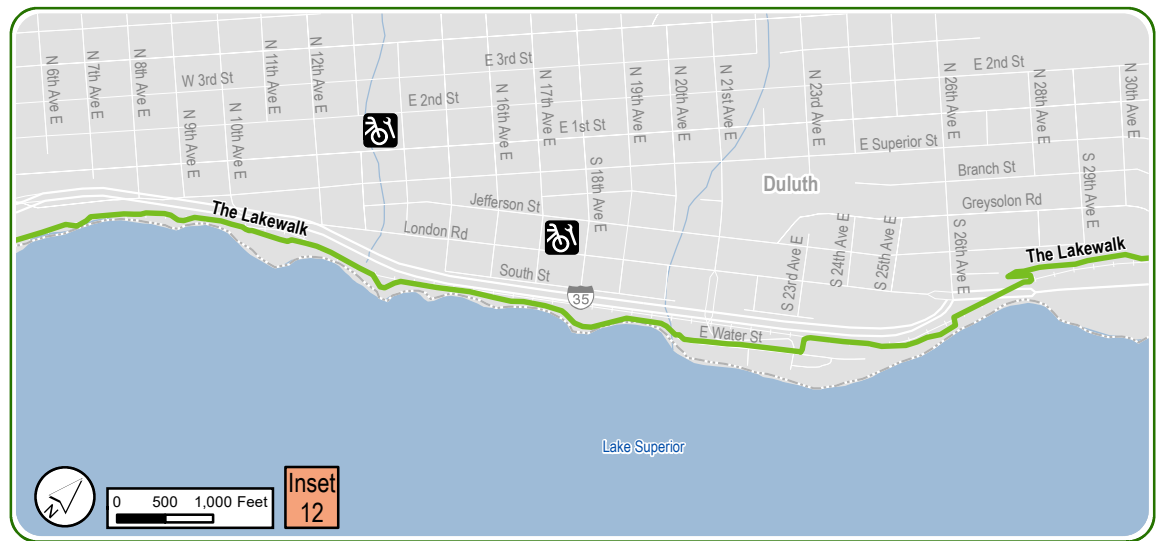 N 6th Ave E
N 7th Ave E
N 8th Ave E
W 3rd St
N 9th Ave E
N 10th Ave E
N 11th Ave E
N 12th Ave E
E 3rd St
E 2nd St
N 16th Ave E
N 17th Ave E
E 1st St
N 19th Ave E
N 20th Ave E
N 21st Ave E
N 23rd Ave E
E 2nd St
N 26th Ave E
N 28th Ave E
N 30th Ave E
E Superior St
Branch St
Greysolon Rd
S 29th Ave E
S 18th Ave E
Duluth
Jefferson St
London Rd
South St
The Lakewalk
35
S 23rd Ave E
S 24th Ave E
S 25th Ave E
S 26th Ave E
The Lakewalk
E Water St
Lake Superior
N
0 500 1,000 Feet
Inset
12